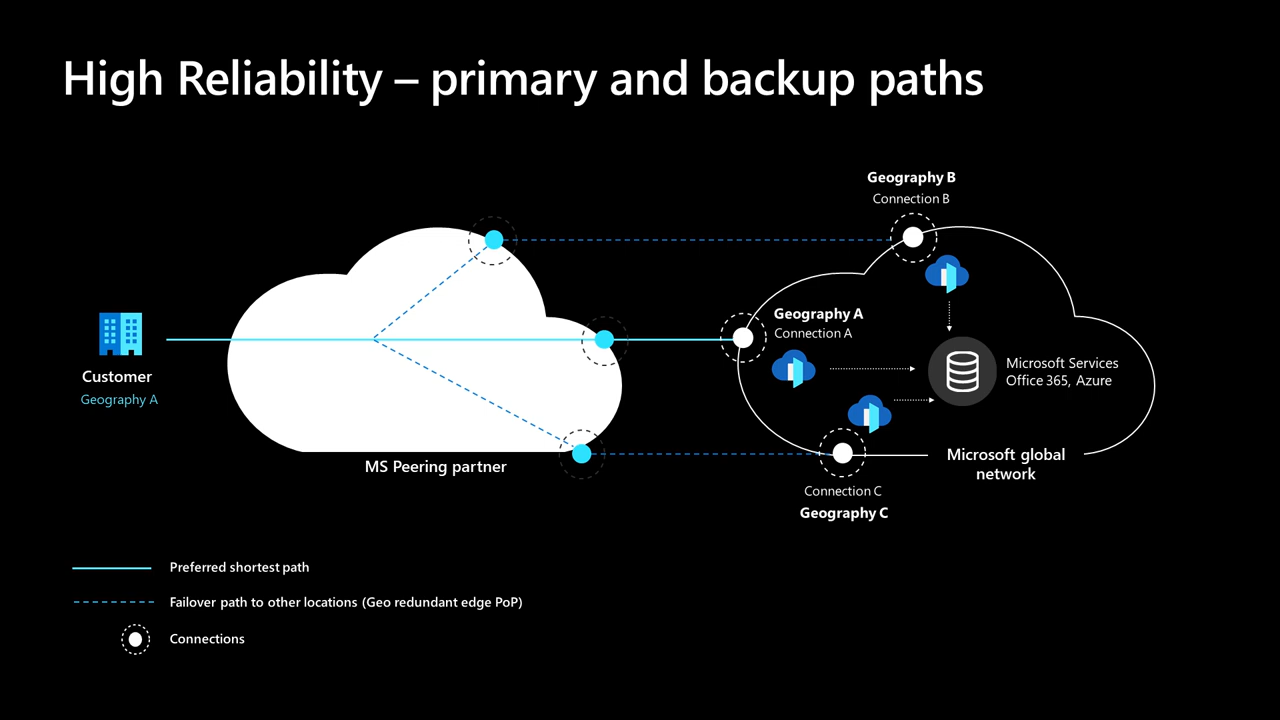 High Reliability – primary and backup paths
Geography B
Connection B
Geography A
Connection A
Microsoft Services
Office 365, Azure
Customer
Geography A
MS Peering partner
Microsoft global
network
Connection C
Geography C
Preferred shortest path
Failover path to other locations (Geo redundant edge PoP)
Connections